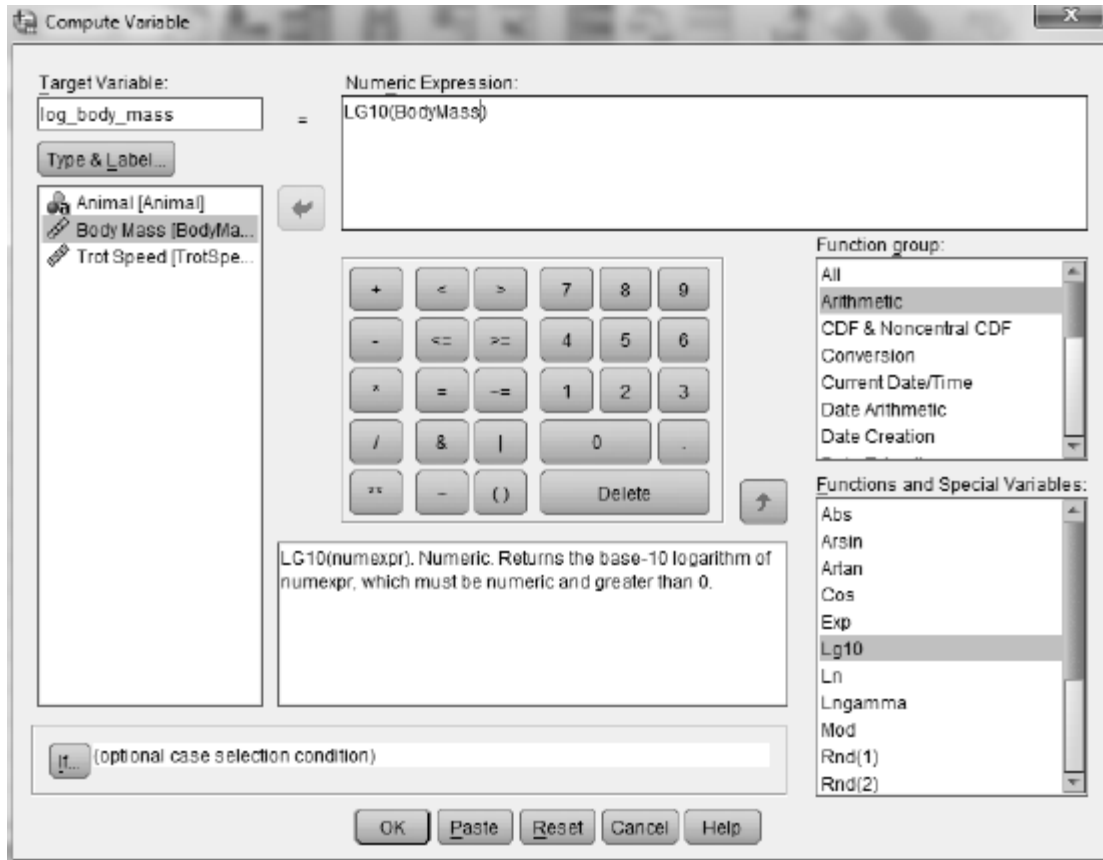 Compute Variable
X
Target Variable:
log_body_mass
=
Numeric Expression:
LG10(BodyMass)
Type & Label...
Animal [Animal]
Body Mass [BodyMa...
Trot Speed [TrotSpe...
+ < > 7 8 9
- <= >= 4 5 6
* = ~= 1 2 3
/ & | 0 .
** ~ ( ) Delete
Function group:
All
Arithmetic
CDF & Noncentral CDF
Conversion
Current Date/Time
Date Arithmetic
Date Creation
LG10(numexpr). Numeric. Returns the base-10 logarithm of
numexpr, which must be numeric and greater than 0.
Functions and Special Variables:
Abs
Arsin
Artan
Cos
Exp
Lg10
Ln
Lngamma
Mod
Rnd(1)
Rnd(2)
If... (optional case selection condition)
OK Paste Reset Cancel Help